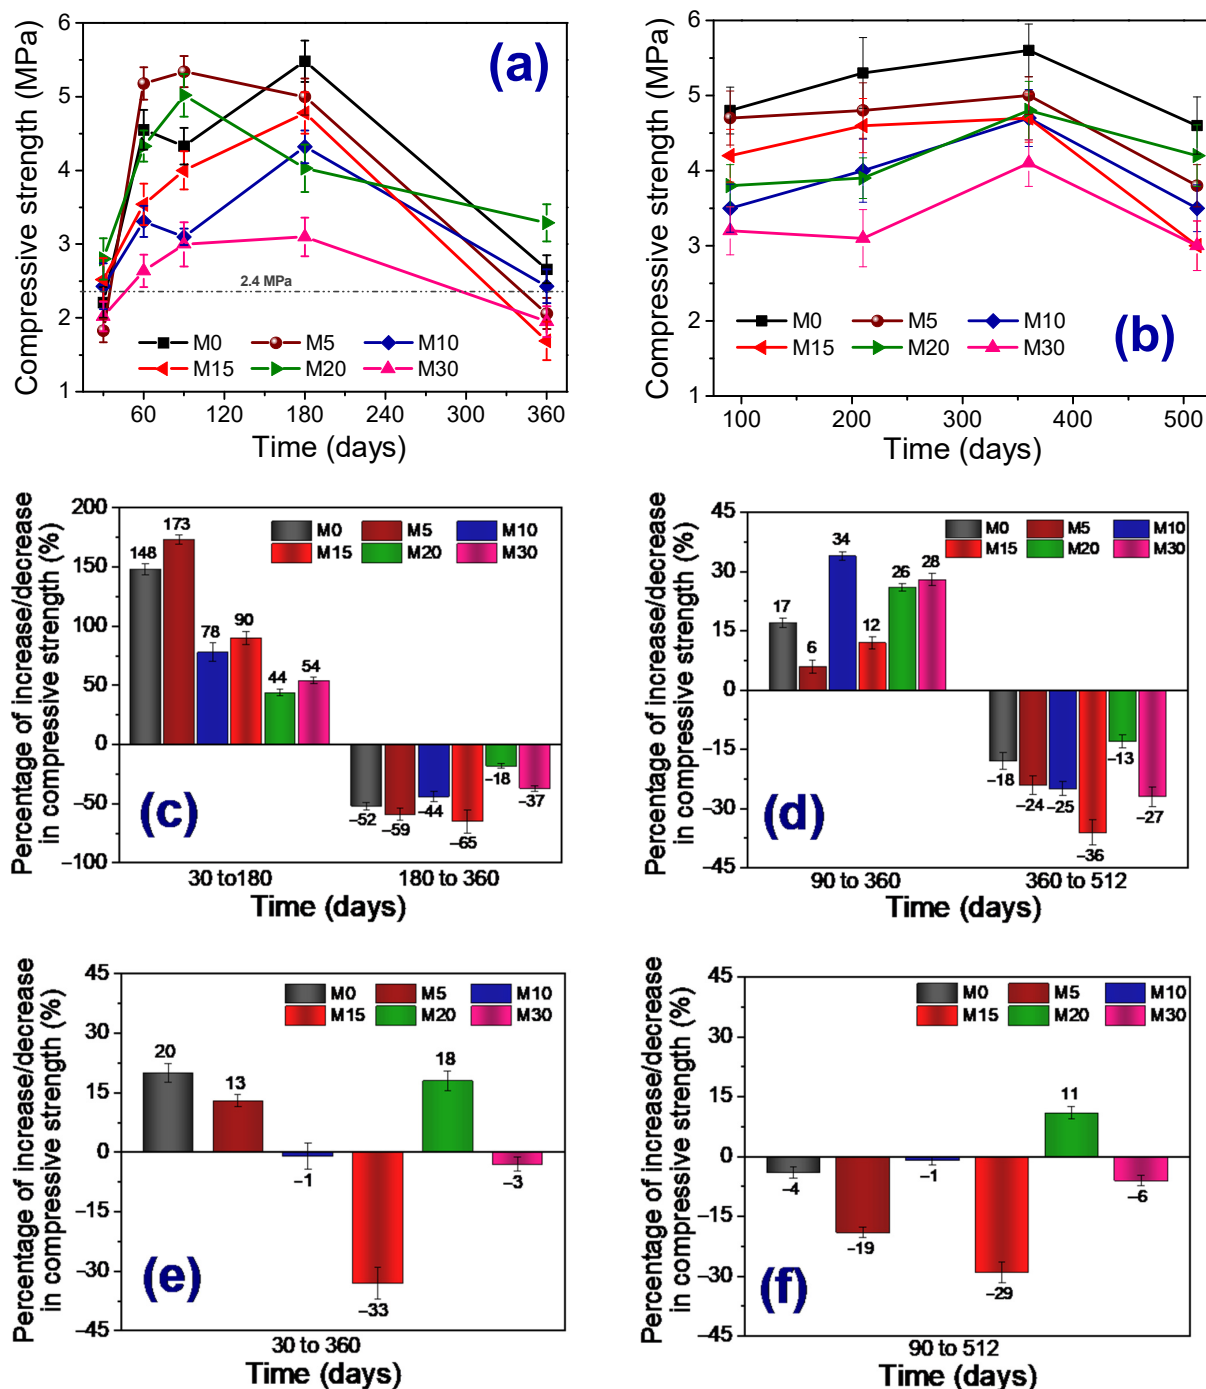 (a)
Compressive strength (MPa)
6
5
4
3
2
1
2.4 MPa
M0 M5 M10
M15 M20 M30
60 120 180 240 300 360
Time (days)
(b)
Compressive strength (MPa)
6
5
4
3
2
1
M0 M5 M10
M15 M20 M30
100 200 300 400 500
Time (days)
Percentage of increase/decrease
in compressive strength (%)
200
150
100
50
0
−50
−100
M0 M5 M10
M15 M20 M30
148 173 78 90 44 54
−52 −59 −44 −65 −18 −37
(c)
30 to180 180 to 360
Time (days)
Percentage of increase/decrease
in compressive strength (%)
45
30
15
0
−15
−30
−45
M0 M5 M10
M15 M20 M30
17 6 34 12 26 28
−18 −24 −25 −36 −13 −27
(d)
90 to 360 360 to 512
Time (days)
Percentage of increase/decrease
in compressive strength (%)
45
30
15
0
−15
−30
−45
M0 M5 M10
M15 M20 M30
20 13 −1 −33 18 −3
(e)
30 to 360
Time (days)
Percentage of increase/decrease
in compressive strength (%)
45
30
15
0
−15
−30
−45
M0 M5 M10
M15 M20 M30
−4 −19 −1 −29 11 −6
(f)
90 to 512
Time (days)